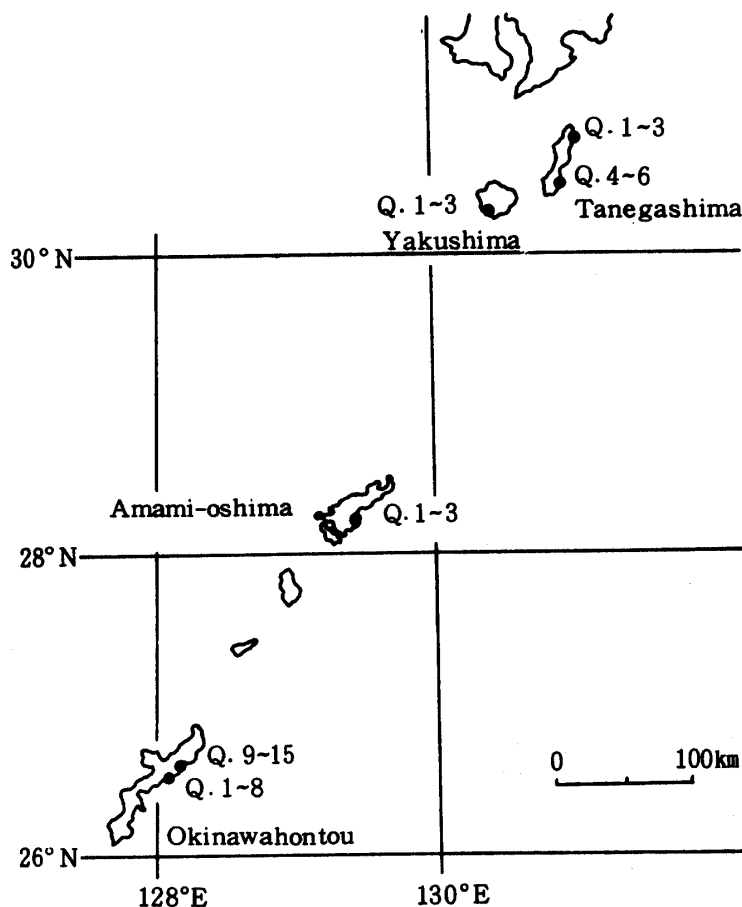 Q. 1~3
Q. 4~6
Q. 1~3
Tanegashima
Yakushima
30°N
Amami-oshima
Q. 1~3
28°N
Q. 9~15
Q. 1~8
0 100km
Okinawahontou
26°N
128°E
130°E